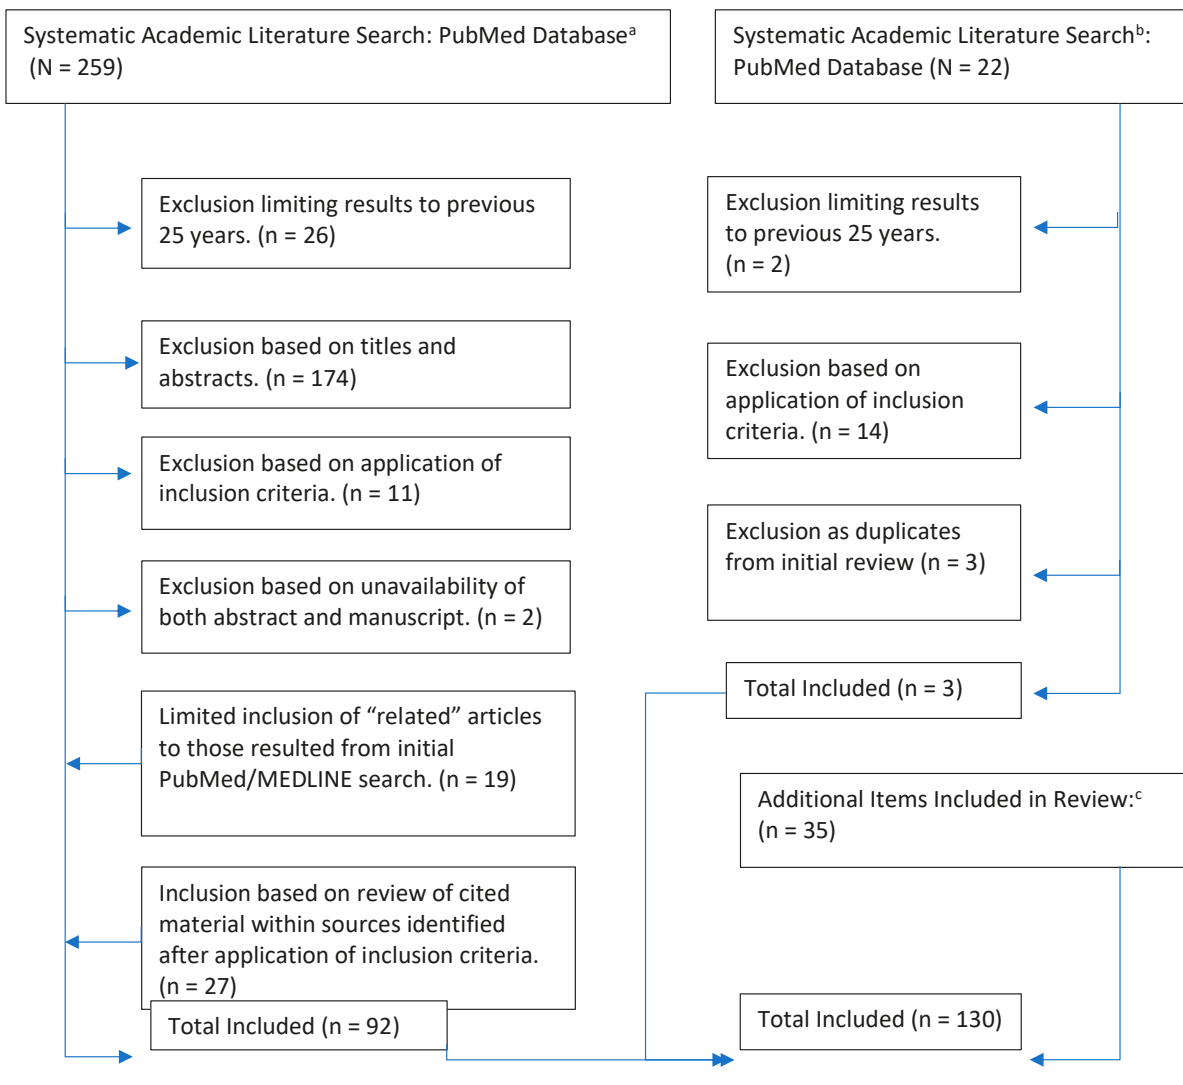 Systematic Academic Literature Search: PubMed Databaseᵃ
(N = 259)
Exclusion limiting results to previous
25 years. (n = 26)
Exclusion based on titles and
abstracts. (n = 174)
Exclusion based on application of
inclusion criteria. (n = 11)
Exclusion based on unavailability of
both abstract and manuscript. (n = 2)
Limited inclusion of “related” articles
to those resulted from initial
PubMed/MEDLINE search. (n = 19)
Inclusion based on review of cited
material within sources identified
after application of inclusion criteria.
(n = 27)
Total Included (n = 92)
Systematic Academic Literature Searchᵇ:
PubMed Database (N = 22)
Exclusion limiting results
to previous 25 years.
(n = 2)
Exclusion based on
application of inclusion
criteria. (n = 14)
Exclusion as duplicates
from initial review (n = 3)
Total Included (n = 3)
Additional Items Included in Review:ᶜ
(n = 35)
Total Included (n = 130)